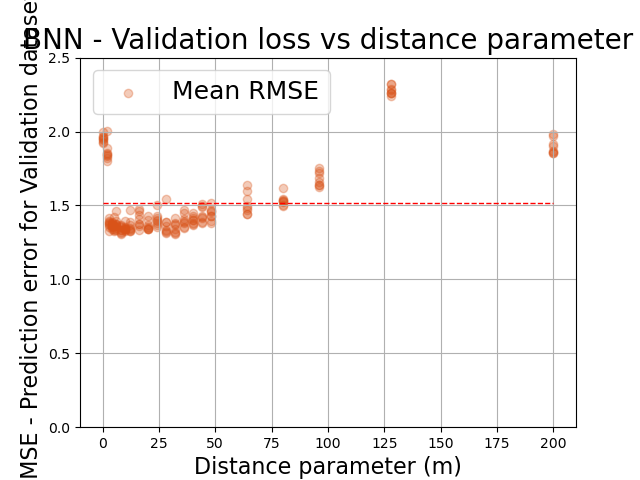 BNN - Validation loss vs distance parameter
MSE - Prediction error for Validation datase
Mean RMSE
2.5
2.0
1.5
1.0
0.5
0.0
0 25 50 75 100 125 150 175 200
Distance parameter (m)